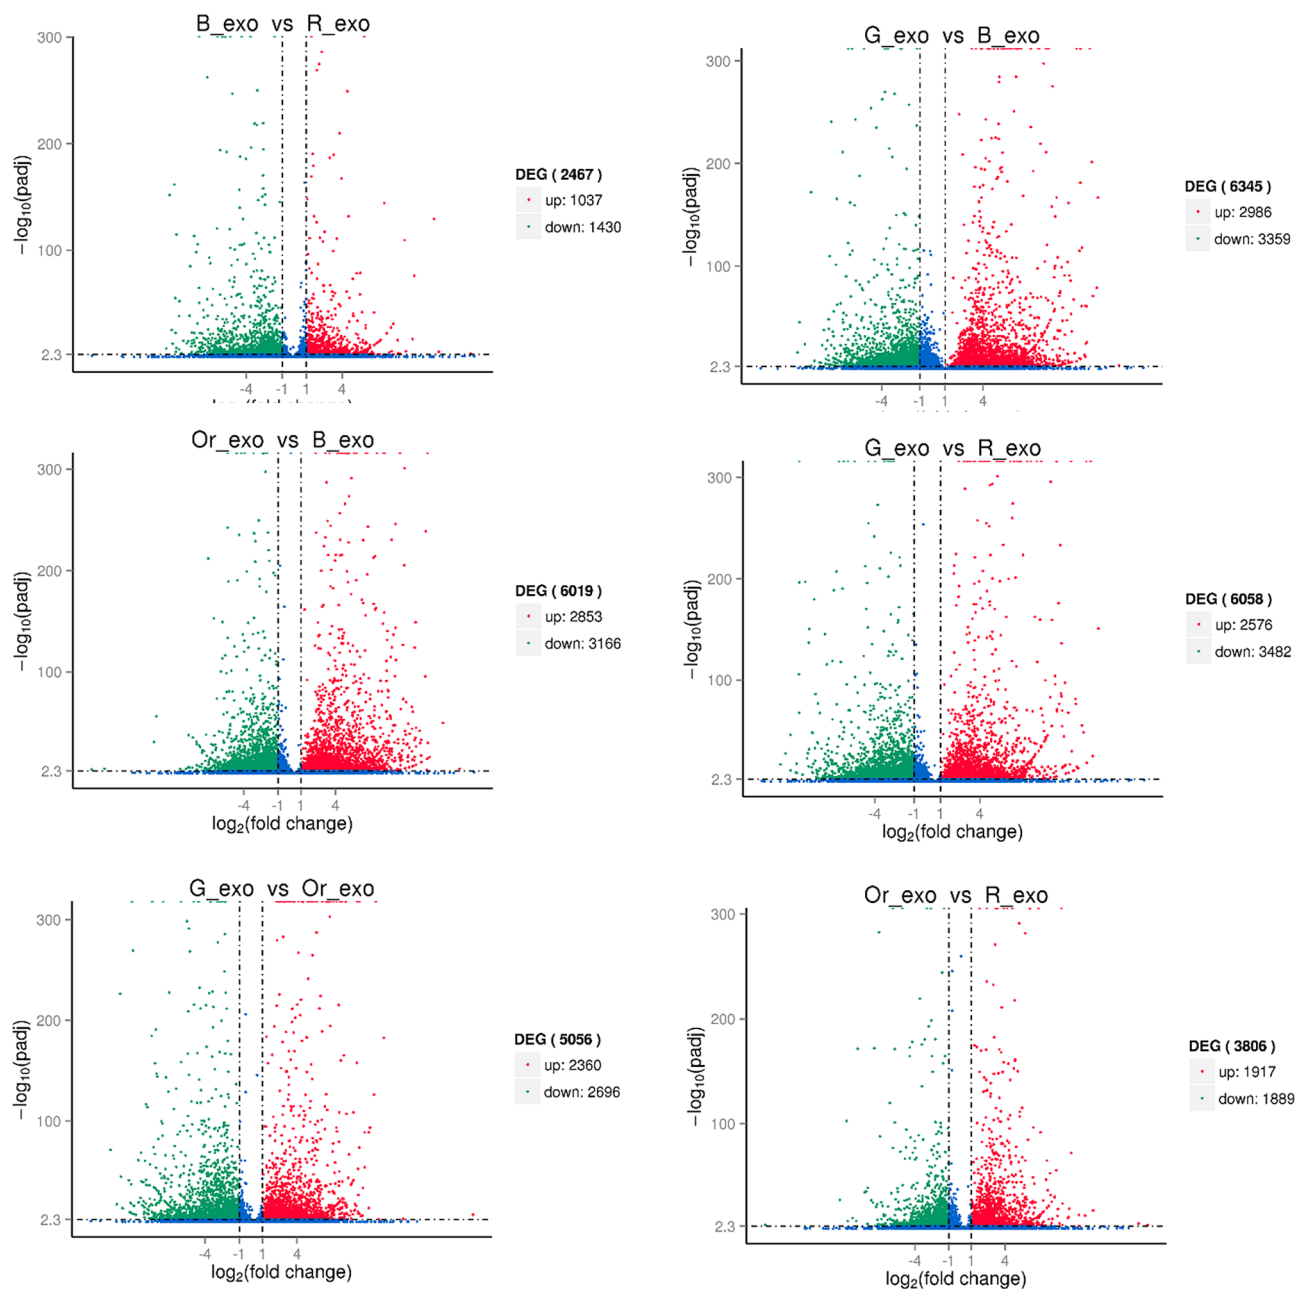 B_exo vs R_exo
300
200
100
2.3
−log10(padj)
-4 -1 1 4
DEG ( 2467 )
up: 1037
down: 1430
G_exo vs B_exo
300
200
100
2.3
−log10(padj)
-4 -1 1 4
DEG ( 6345 )
up: 2986
down: 3359
Or_exo vs B_exo
300
200
100
2.3
−log10(padj)
-4 -1 1 4
log2(fold change)
DEG ( 6019 )
up: 2853
down: 3166
G_exo vs R_exo
300
200
100
2.3
−log10(padj)
-4 -1 1 4
log2(fold change)
DEG ( 6058 )
up: 2576
down: 3482
G_exo vs Or_exo
300
200
100
2.3
−log10(padj)
-4 -1 1 4
log2(fold change)
DEG ( 5056 )
up: 2360
down: 2696
Or_exo vs R_exo
300
200
100
2.3
−log10(padj)
-4 -1 1 4
log2(fold change)
DEG ( 3806 )
up: 1917
down: 1889